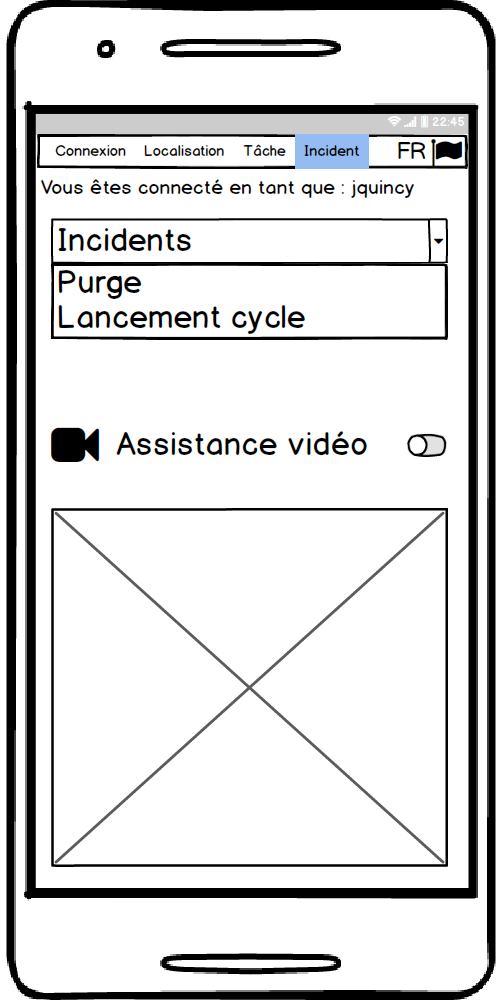 22:45
Connexion Localisation Tâche Incident FR
Vous êtes connecté en tant que : jquincy
Incidents
Purge
Lancement cycle
Assistance vidéo